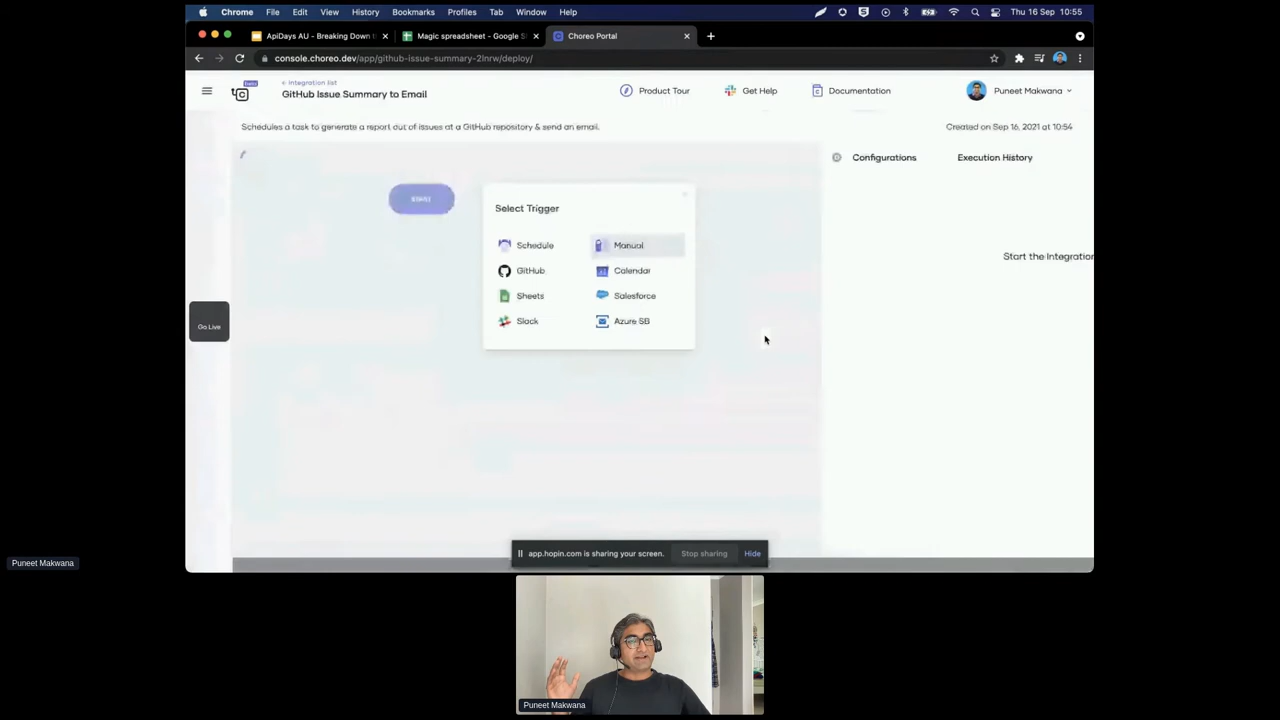 Chrome File Edit View History Bookmarks Profiles Tab Window Help Thu 16 Sep 10:55
ApiDays AU - Breaking Down Magic spreadsheet - Google S Choreo Portal
console.choreo.dev/app/github-issue-summary-2lnrw/deploy/
beta
Integration list
GitHub Issue Summary to Email
Product Tour Get Help Documentation Puneet Makwana
Schedules a task to generate a report out of issues at a GitHub repository & send an email.
Created on Sep 16, 2021 at 10:54
Configurations Execution History
START
Select Trigger
Schedule Manual
GitHub Calendar
Sheets Salesforce
Slack Azure SB
Start the Integration
Go Live
app.hopin.com is sharing your screen. Stop sharing Hide
Puneet Makwana
Puneet Makwana